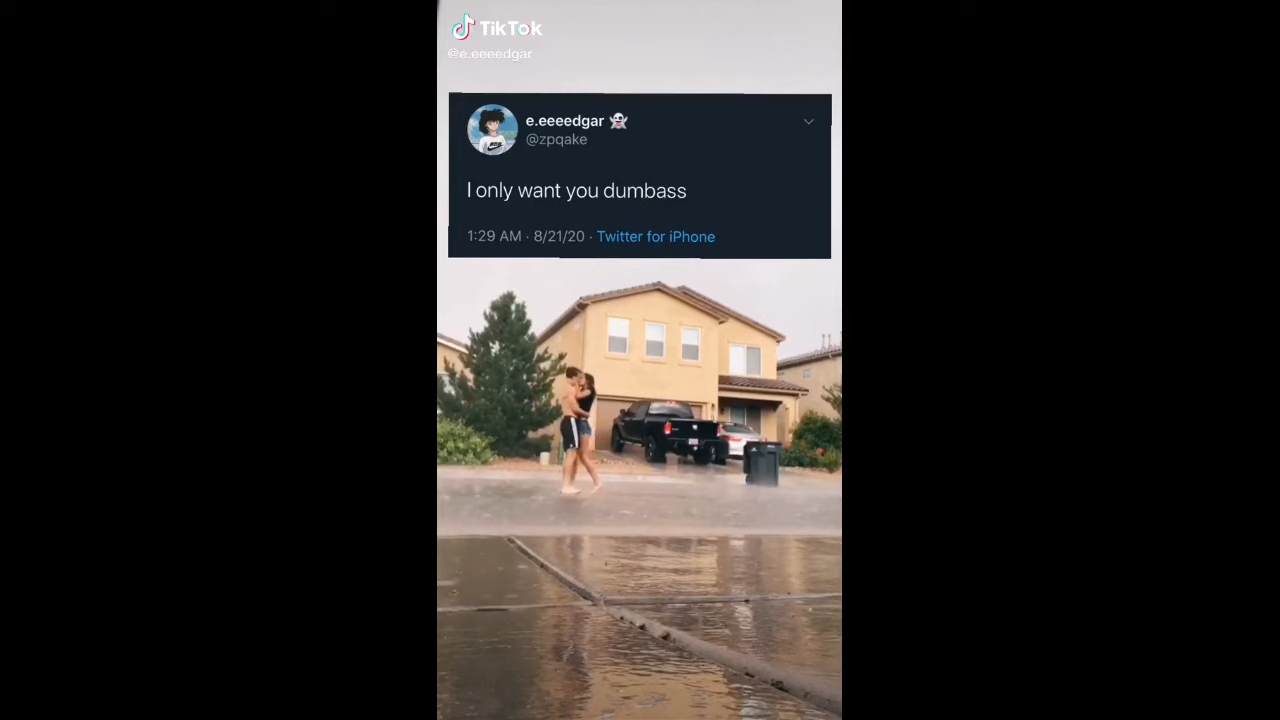 TikTok
@e.eeeedgar
e.eeeedgar 👻
@zpqake
I only want you dumbass
1:29 AM · 8/21/20 · Twitter for iPhone